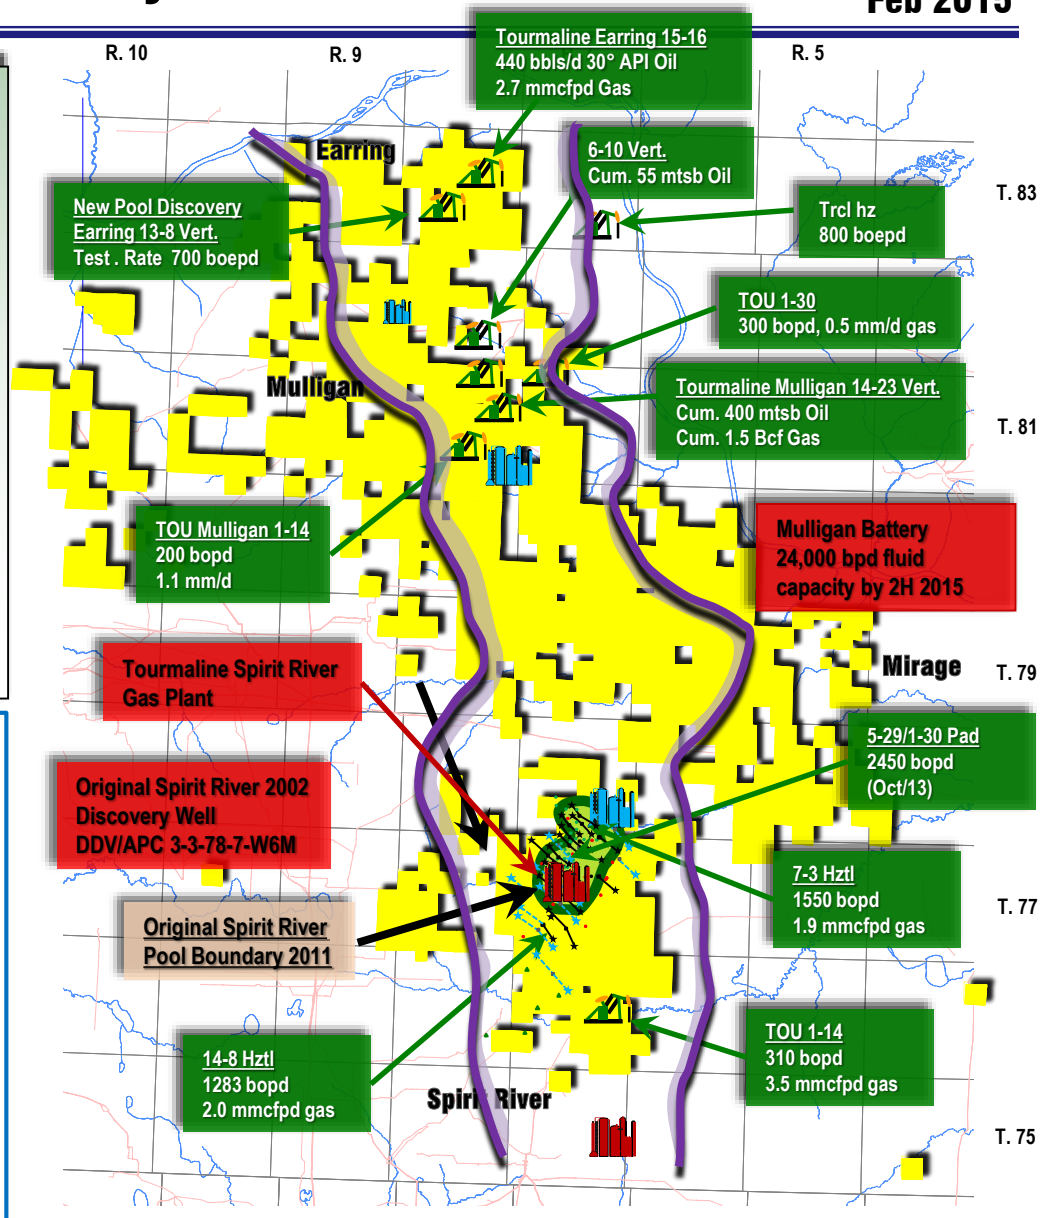 Feb 2015
R. 10
R. 9
R. 5
Tourmaline Earring 15-16
440 bbls/d 30° API Oil
2.7 mmcfpd Gas
Earring
6-10 Vert.
Cum. 55 mtsb Oil
T. 83
New Pool Discovery
Earring 13-8 Vert.
Test . Rate 700 boepd
Trcl hz
800 boepd
TOU 1-30
300 bopd, 0.5 mm/d gas
Mulligan
Tourmaline Mulligan 14-23 Vert.
Cum. 400 mtsb Oil
Cum. 1.5 Bcf Gas
T. 81
TOU Mulligan 1-14
200 bopd
1.1 mm/d
Mulligan Battery
24,000 bpd fluid
capacity by 2H 2015
Tourmaline Spirit River
Gas Plant
Mirage
T. 79
5-29/1-30 Pad
2450 bopd
(Oct/13)
Original Spirit River 2002
Discovery Well
DDV/APC 3-3-78-7-W6M
7-3 Hztl
1550 bopd
1.9 mmcfpd gas
T. 77
Original Spirit River
Pool Boundary 2011
14-8 Hztl
1283 bopd
2.0 mmcfpd gas
TOU 1-14
310 bopd
3.5 mmcfpd gas
Spirit River
T. 75